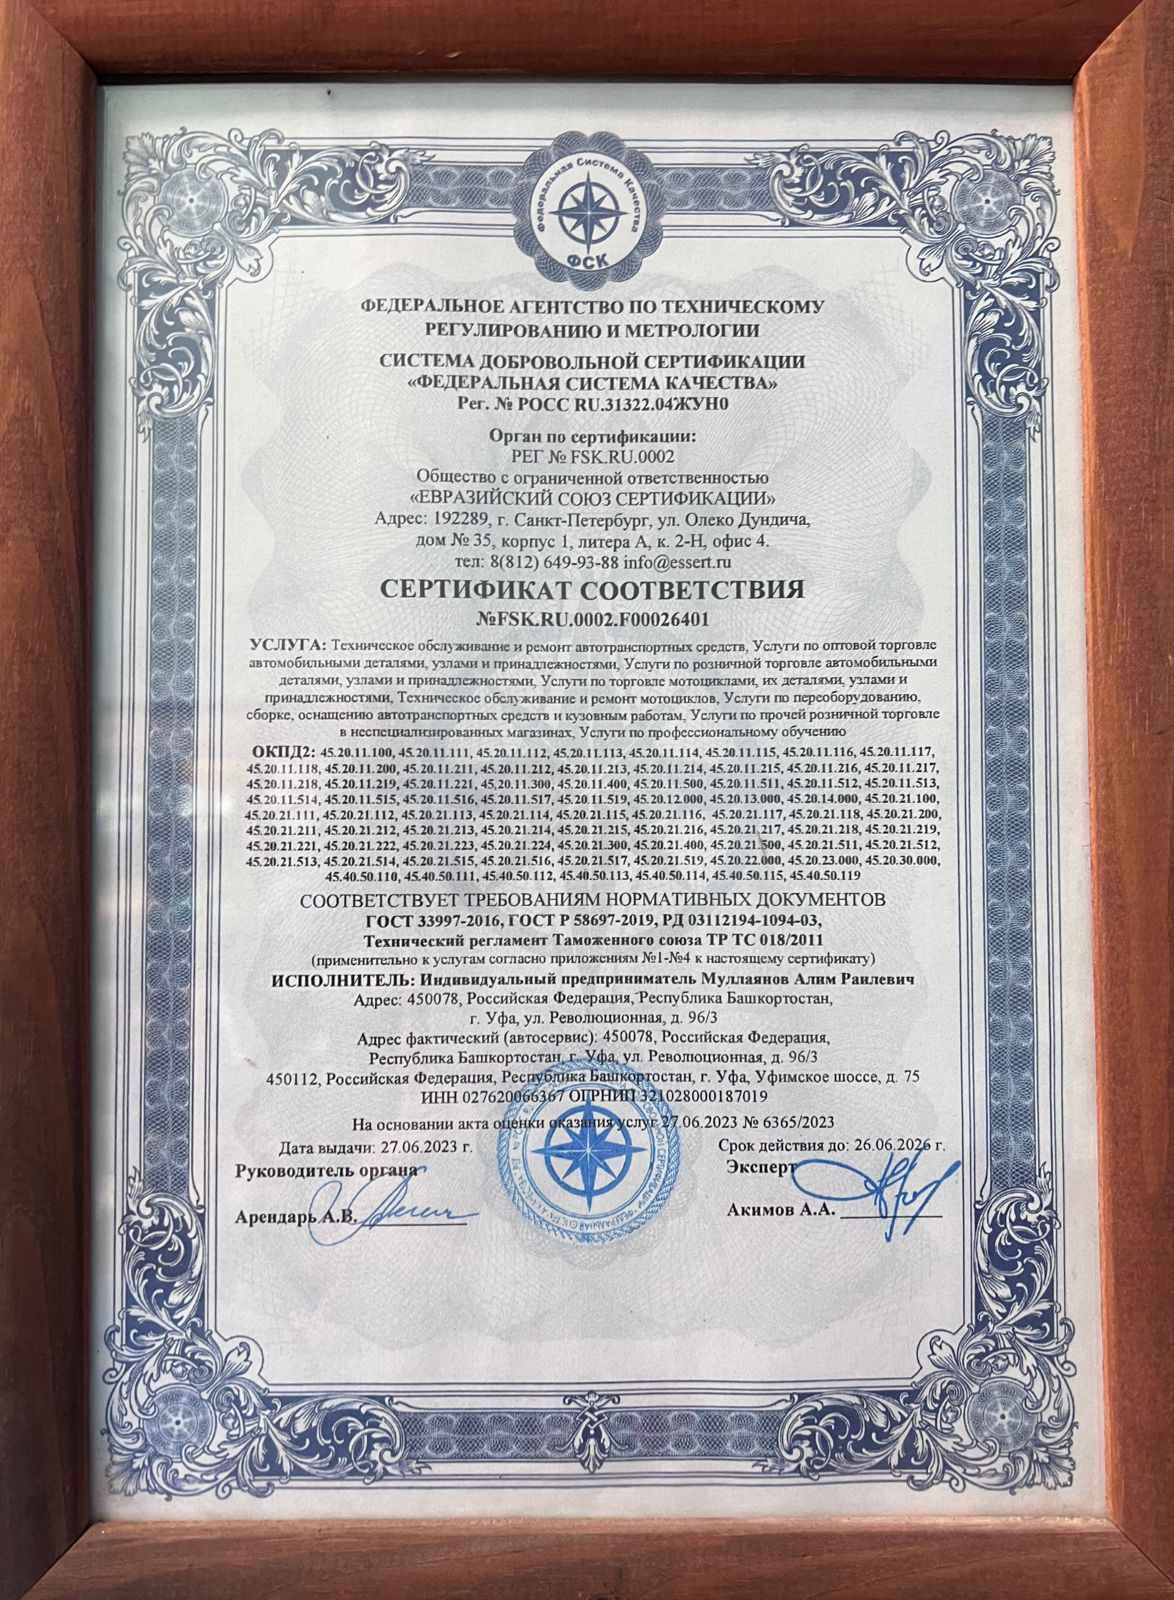 Федеральная Система Качества
ФСК
ФЕДЕРАЛЬНОЕ АГЕНТСТВО ПО ТЕХНИЧЕСКОМУ
РЕГУЛИРОВАНИЮ И МЕТРОЛОГИИ
СИСТЕМА ДОБРОВОЛЬНОЙ СЕРТИФИКАЦИИ
«ФЕДЕРАЛЬНАЯ СИСТЕМА КАЧЕСТВА»
Рег. № РОСС RU.31322.04ЖУН0
Орган по сертификации:
РЕГ № FSK.RU.0002
Общество с ограниченной ответственностью
«ЕВРАЗИЙСКИЙ СОЮЗ СЕРТИФИКАЦИИ»
Адрес: 192289, г. Санкт-Петербург, ул. Олеко Дундича,
дом № 35, корпус 1, литера А, к. 2-Н, офис 4.
тел: 8(812) 649-93-88 info@essert.ru
СЕРТИФИКАТ СООТВЕТСТВИЯ
№FSK.RU.0002.F00026401
УСЛУГА: Техническое обслуживание и ремонт автотранспортных средств, Услуги по оптовой торговле
автомобильными деталями, узлами и принадлежностями, Услуги по розничной торговле автомобильными
деталями, узлами и принадлежностями, Услуги по торговле мотоциклами, их деталями, узлами и
принадлежностями, Техническое обслуживание и ремонт мотоциклов, Услуги по переоборудованию,
сборке, оснащению автотранспортных средств и кузовным работам, Услуги по прочей розничной торговле
в неспециализированных магазинах, Услуги по профессиональному обучению
ОКПД2: 45.20.11.100, 45.20.11.111, 45.20.11.112, 45.20.11.113, 45.20.11.114, 45.20.11.115, 45.20.11.116, 45.20.11.117,
45.20.11.118, 45.20.11.200, 45.20.11.211, 45.20.11.212, 45.20.11.213, 45.20.11.214, 45.20.11.215, 45.20.11.216, 45.20.11.217,
45.20.11.218, 45.20.11.219, 45.20.11.221, 45.20.11.300, 45.20.11.400, 45.20.11.500, 45.20.11.511, 45.20.11.512, 45.20.11.513,
45.20.11.514, 45.20.11.515, 45.20.11.516, 45.20.11.517, 45.20.11.519, 45.20.12.000, 45.20.13.000, 45.20.14.000, 45.20.21.100,
45.20.21.111, 45.20.21.112, 45.20.21.113, 45.20.21.114, 45.20.21.115, 45.20.21.116, 45.20.21.117, 45.20.21.118, 45.20.21.200,
45.20.21.211, 45.20.21.212, 45.20.21.213, 45.20.21.214, 45.20.21.215, 45.20.21.216, 45.20.21.217, 45.20.21.218, 45.20.21.219,
45.20.21.221, 45.20.21.222, 45.20.21.223, 45.20.21.224, 45.20.21.300, 45.20.21.400, 45.20.21.500, 45.20.21.511, 45.20.21.512,
45.20.21.513, 45.20.21.514, 45.20.21.515, 45.20.21.516, 45.20.21.517, 45.20.21.519, 45.20.22.000, 45.20.23.000, 45.20.30.000,
45.40.50.110, 45.40.50.111, 45.40.50.112, 45.40.50.113, 45.40.50.114, 45.40.50.115, 45.40.50.119
СООТВЕТСТВУЕТ ТРЕБОВАНИЯМ НОРМАТИВНЫХ ДОКУМЕНТОВ
ГОСТ 33997-2016, ГОСТ Р 58697-2019, РД 03112194-1094-03,
Технический регламент Таможенного союза ТР ТС 018/2011
(применительно к услугам согласно приложениям №1-№4 к настоящему сертификату)
ИСПОЛНИТЕЛЬ: Индивидуальный предприниматель Муллаянов Алим Раилевич
Адрес: 450078, Российская Федерация, Республика Башкортостан,
г. Уфа, ул. Революционная, д. 96/3
Адрес фактический (автосервис): 450078, Российская Федерация,
Республика Башкортостан, г. Уфа, ул. Революционная, д. 96/3
450112, Российская Федерация, Республика Башкортостан, г. Уфа, Уфимское шоссе, д. 75
ИНН 027620066367 ОГРНИП 321028000187019
На основании акта оценки оказания услуг 27.06.2023 № 6365/2023
Дата выдачи: 27.06.2023 г. Срок действия до: 26.06.2026 г.
Руководитель органа Эксперт
Арендарь А.В. Акимов А.А.